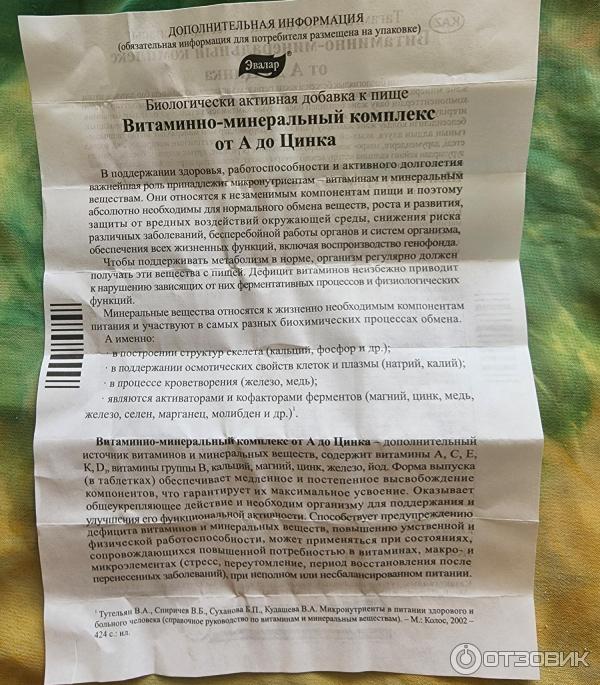 ДОПОЛНИТЕЛЬНАЯ ИНФОРМАЦИЯ
(обязательная информация для потребителя размещена на упаковке)
Эвалар
Биологически активная добавка к пище
Витаминно-минеральный комплекс
от А до Цинка
В поддержании здоровья, работоспособности и активного долголетия
важнейшая роль принадлежит микронутриентам – витаминам и минеральным
веществам. Они относятся к незаменимым компонентам пищи и поэтому
абсолютно необходимы для нормального обмена веществ, роста и развития,
защиты от вредных воздействий окружающей среды, снижения риска
различных заболеваний, бесперебойной работы органов и систем организма,
обеспечения всех жизненных функций, включая воспроизводство генофонда.
Чтобы поддерживать метаболизм в норме, организм регулярно должен
получать эти вещества с пищей. Дефицит витаминов неизбежно приводит
к нарушению зависящих от них ферментативных процессов и физиологических
функций.
Минеральные вещества относятся к жизненно необходимым компонентам
питания и участвуют в самых разных биохимических процессах обмена.
А именно:
· в построении структур скелета (кальций, фосфор и др.);
· в поддержании осмотических свойств клеток и плазмы (натрий, калий);
· в процессе кроветворения (железо, медь);
· являются активаторами и кофакторами ферментов (магний, цинк, медь,
железо, селен, марганец, молибден и др.)¹.
Витаминно-минеральный комплекс от А до Цинка – дополнительный
источник витаминов и минеральных веществ, содержит витамины А, С, Е,
К, D₃, витамины группы В, кальций, магний, цинк, железо, йод. Форма выпуска
(в таблетках) обеспечивает медленное и постепенное высвобождение
компонентов, что гарантирует их максимальное усвоение. Оказывает
общеукрепляющее действие и необходим организму для поддержания и
улучшения его функциональной активности. Способствует предупреждению
дефицита витаминов и минеральных веществ, повышению умственной и
физической работоспособности, может применяться при состояниях,
сопровождающихся повышенной потребностью в витаминах, макро- и
микроэлементах (стресс, переутомление, период восстановления после
перенесенных заболеваний), при неполном или несбалансированном питании.
¹ Тутельян В.А., Спиричев В.Б., Суханова Б.П., Кудашева В.А. Микронутриенты в питании здорового и
больного человека (справочное руководство по витаминам и минеральным веществам). – М.: Колос, 2002 –
424 с.: ил.
ОТЗОВИК